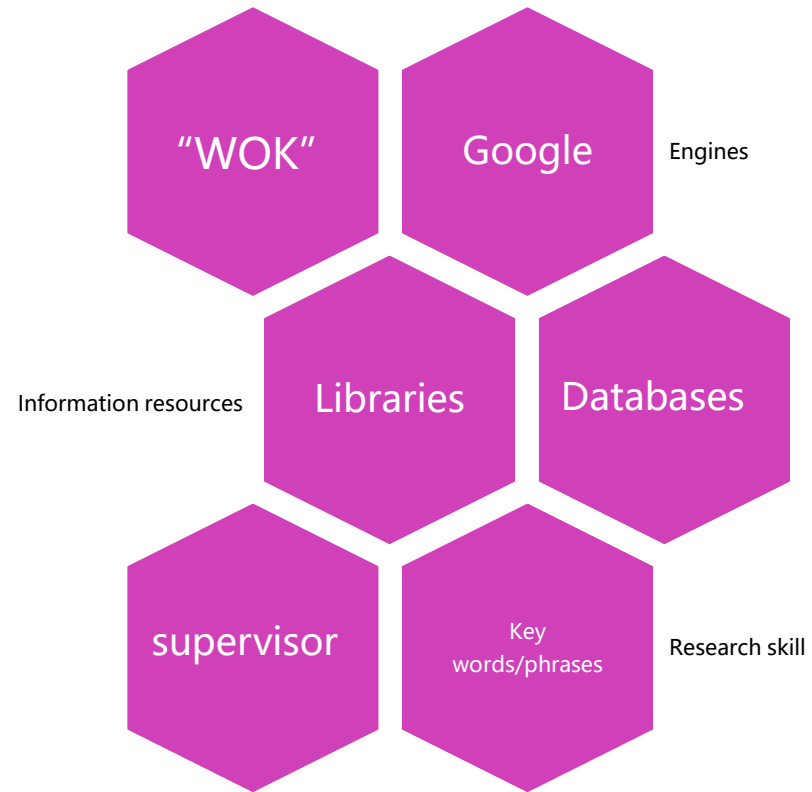 “WOK”
Google
Engines
Information resources
Libraries
Databases
supervisor
Key
words/phrases
Research skill